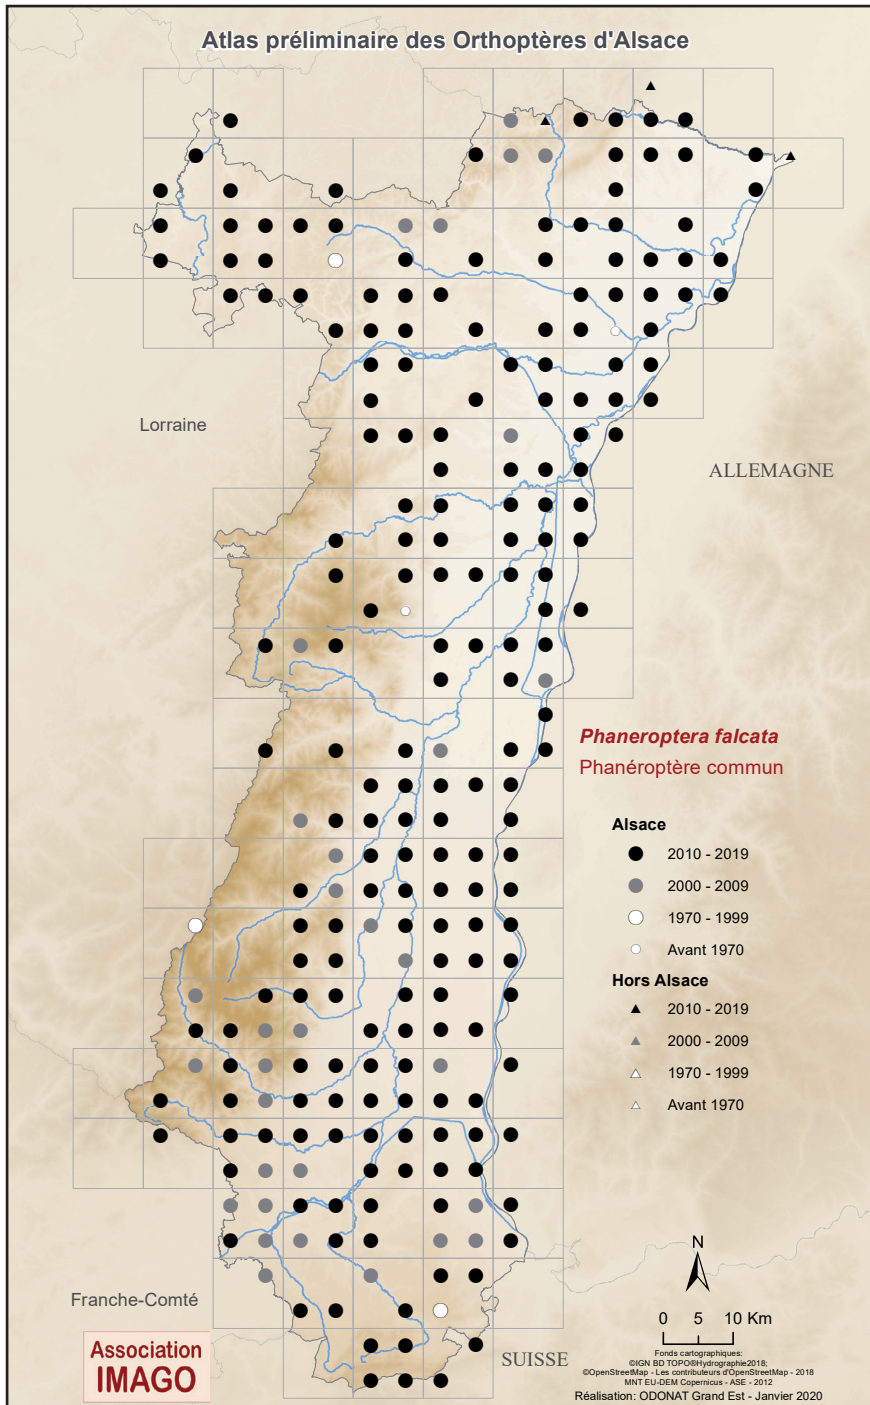 Atlas préliminaire des Orthoptères d'Alsace
Lorraine
ALLEMAGNE
Phaneroptera falcata
Phanéroptère commun
Alsace
2010 - 2019
2000 - 2009
1970 - 1999
Avant 1970
Hors Alsace
2010 - 2019
2000 - 2009
1970 - 1999
Avant 1970
N
0 5 10 Km
Franche-Comté
SUISSE
Association
IMAGO
Fonds cartographiques:
©IGN BD TOPO®Hydrographie2018;
©OpenStreetMap - Les contributeurs d'OpenStreetMap - 2018
MNT EU-DEM Copernicus - ASE - 2012
Réalisation: ODONAT Grand Est - Janvier 2020